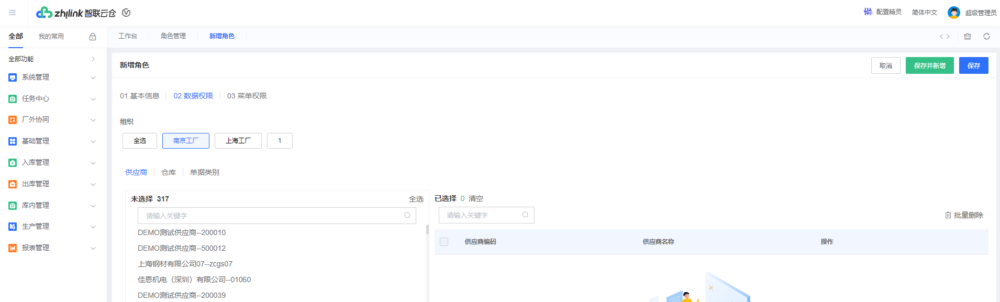 zhilink 智联云仓
配置精灵 简体中文 超级管理员
全部 我的常用
工作台 角色管理 新增角色
全部功能
系统管理
任务中心
厂外协同
基础管理
入库管理
出库管理
库内管理
生产管理
报表管理
新增角色
取消 保存并新增 保存
01 基本信息 02 数据权限 03 菜单权限
组织
全选 南京工厂 上海工厂 1
供应商 仓库 单据类别
未选择 317 全选
请输入关键字
DEMO测试供应商--200010
DEMO测试供应商--500012
上海钢材有限公司07--zcgs07
佳恩机电（深圳）有限公司--01060
DEMO测试供应商--200039
已选择 0 清空
请输入关键字
批量删除
供应商编码 供应商名称 操作